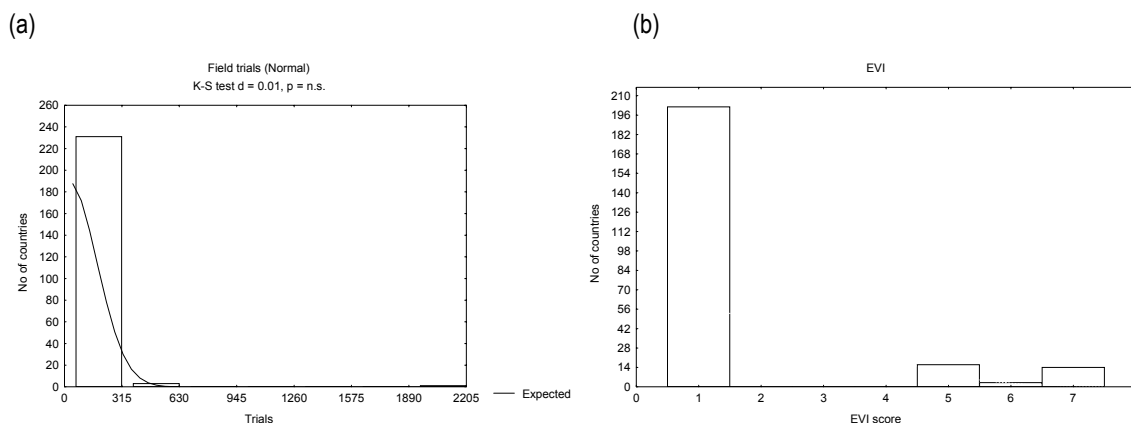 (a)
Field trials (Normal)
K-S test d = 0.01, p = n.s.
No of countries
260
240
220
200
180
160
140
120
100
80
60
40
20
0
0 315 630 945 1260 1575 1890 2205
Trials
Expected
(b)
EVI
No of countries
210
196
182
168
154
140
126
112
98
84
70
56
42
28
14
0
0 1 2 3 4 5 6 7
EVI score